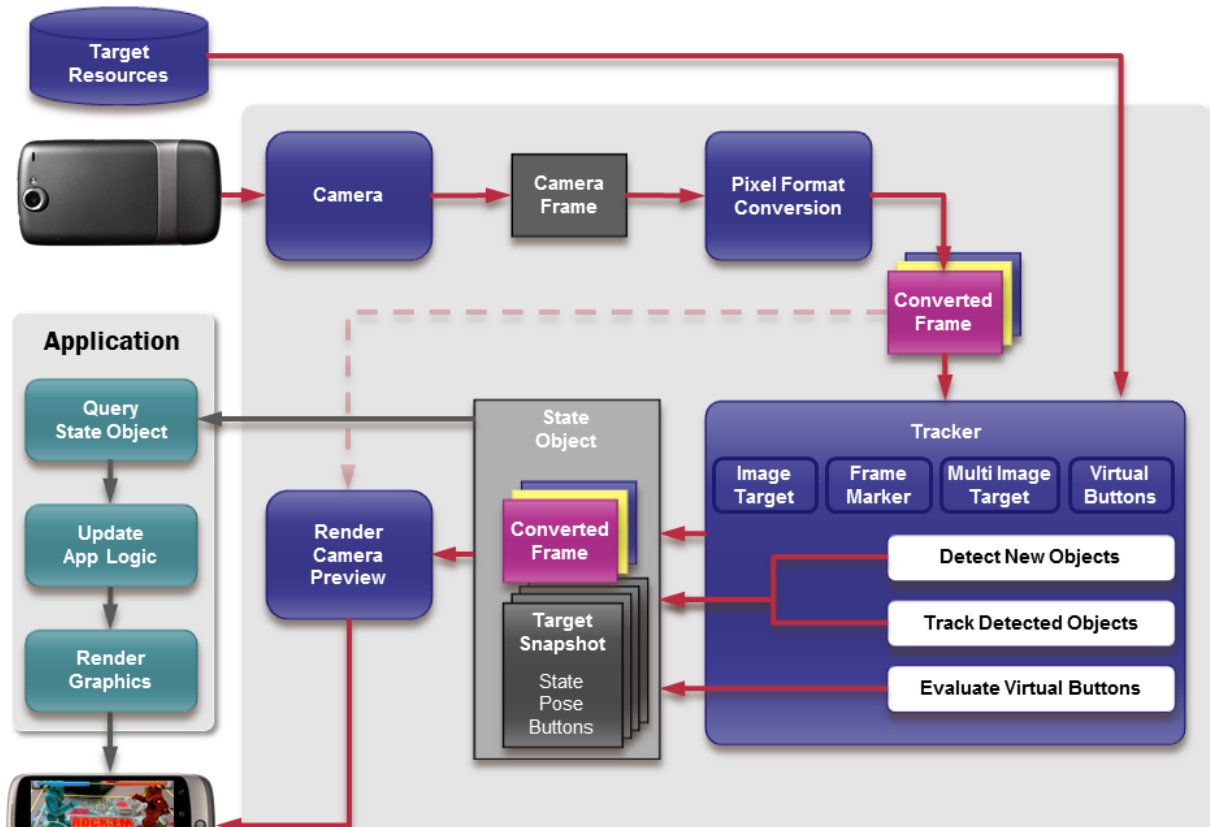 Target
Resources
Camera
Camera
Frame
Pixel Format
Conversion
Converted
Frame
Application
Query
State Object
Update
App Logic
Render
Graphics
Render
Camera
Preview
State
Object
Converted
Frame
Target
Snapshot
State
Pose
Buttons
Tracker
Image
Target
Frame
Marker
Multi Image
Target
Virtual
Buttons
Detect New Objects
Track Detected Objects
Evaluate Virtual Buttons
ROCK'EM